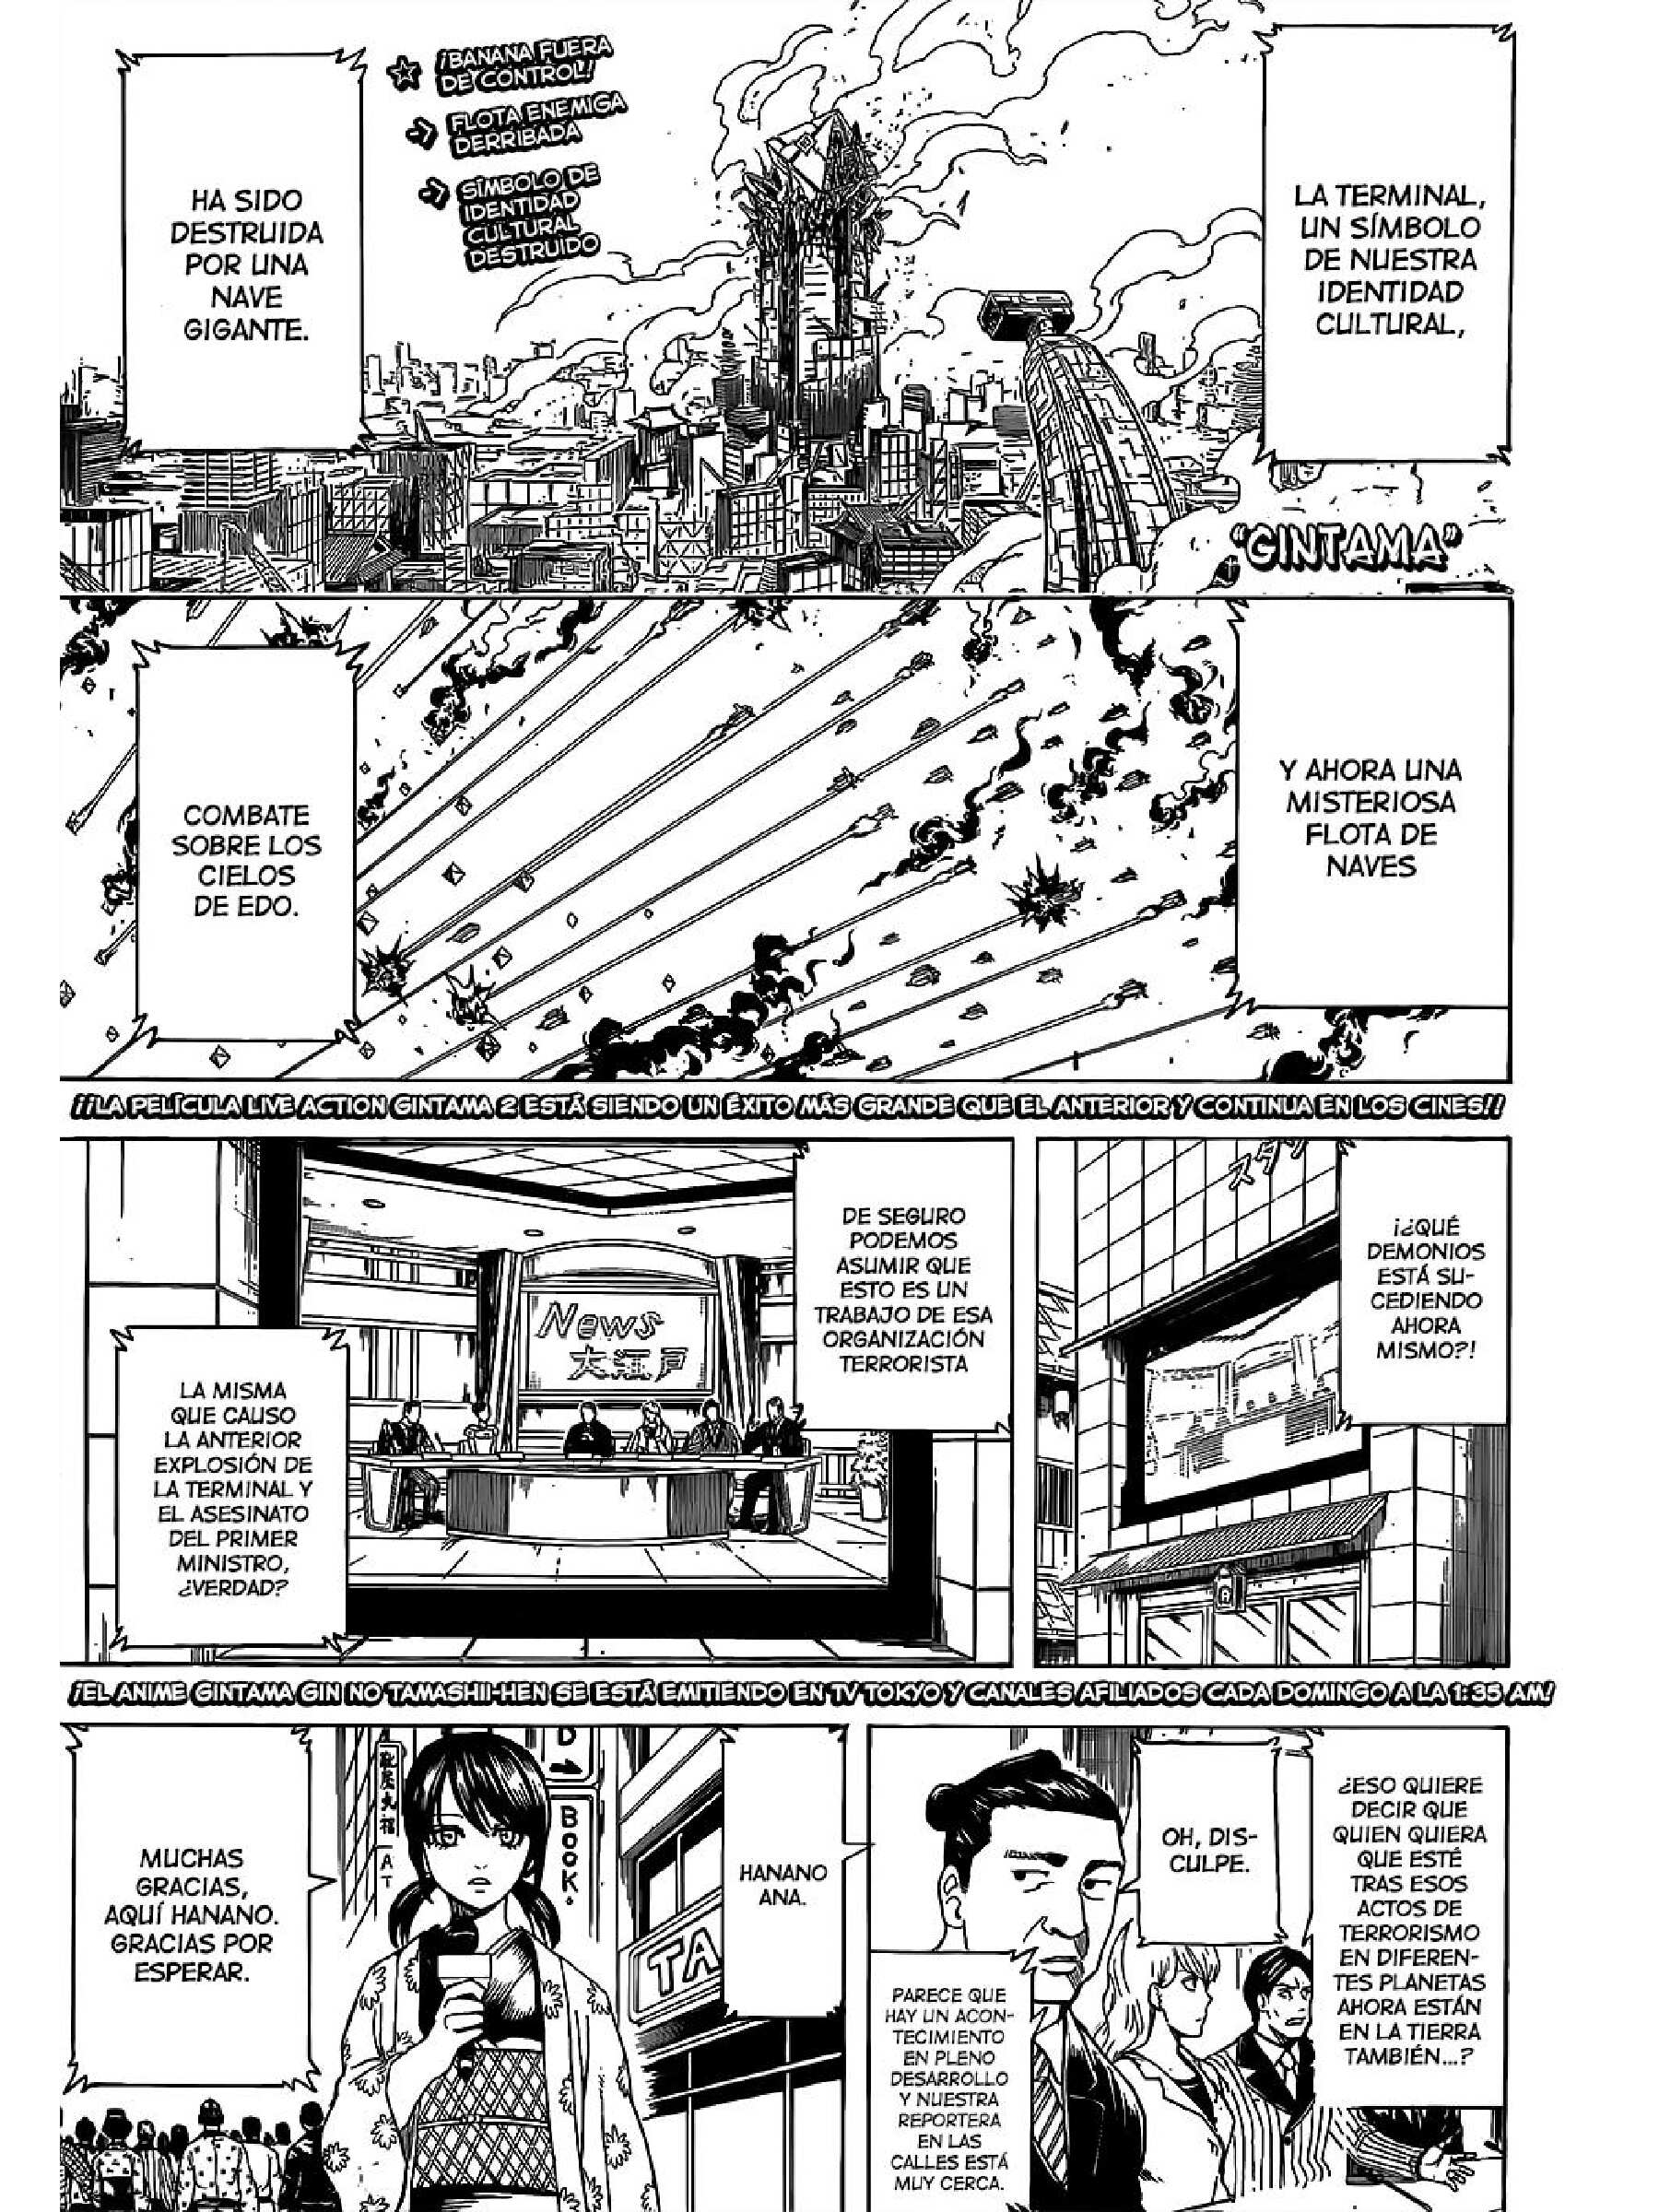 LA TERMINAL,
UN SÍMBOLO
DE NUESTRA
IDENTIDAD
CULTURAL,
¡BANANA FUERA
DE CONTROL!
FLOTA ENEMIGA
DERRIBADA
SÍMBOLO DE
IDENTIDAD
CULTURAL
DESTRUIDO
HA SIDO
DESTRUIDA
POR UNA
NAVE
GIGANTE.
"GINTAMA"
Y AHORA UNA
MISTERIOSA
FLOTA DE
NAVES
COMBATE
SOBRE LOS
CIELOS
DE EDO.
¡¡LA PELÍCULA LIVE ACTION GINTAMA 2 ESTÁ SIENDO UN ÉXITO MÁS GRANDE QUE EL ANTERIOR Y CONTINUA EN LOS CINES!!
スタ
¡¿QUÉ
DEMONIOS
ESTÁ SU-
CEDIENDO
AHORA
MISMO?!
DE SEGURO
PODEMOS
ASUMIR QUE
ESTO ES UN
TRABAJO DE ESA
ORGANIZACIÓN
TERRORISTA
News
大江戸
LA MISMA
QUE CAUSO
LA ANTERIOR
EXPLOSIÓN DE
LA TERMINAL Y
EL ASESINATO
DEL PRIMER
MINISTRO,
¿VERDAD?
¡EL ANIME GINTAMA GIN NO TAMASHII-HEN SE ESTÁ EMITIENDO EN TV TOKYO Y CANALES AFILIADOS CADA DOMINGO A LA 1:35 AM!
¿ESO QUIERE
DECIR QUE
QUIEN QUIERA
QUE ESTÉ
TRAS ESOS
ACTOS DE
TERRORISMO
EN DIFEREN-
TES PLANETAS
AHORA ESTÁN
EN LA TIERRA
TAMBIÉN...?
OH, DIS-
CULPE.
PARECE QUE
HAY UN ACON-
TECIMIENTO
EN PLENO
DESARROLLO
Y NUESTRA
REPORTERA
EN LAS
CALLES ESTÁ
MUY CERCA.
HANANO
ANA.
D
BOOK.
TA
AT
MUCHAS
GRACIAS,
AQUÍ HANANO.
GRACIAS POR
ESPERAR.